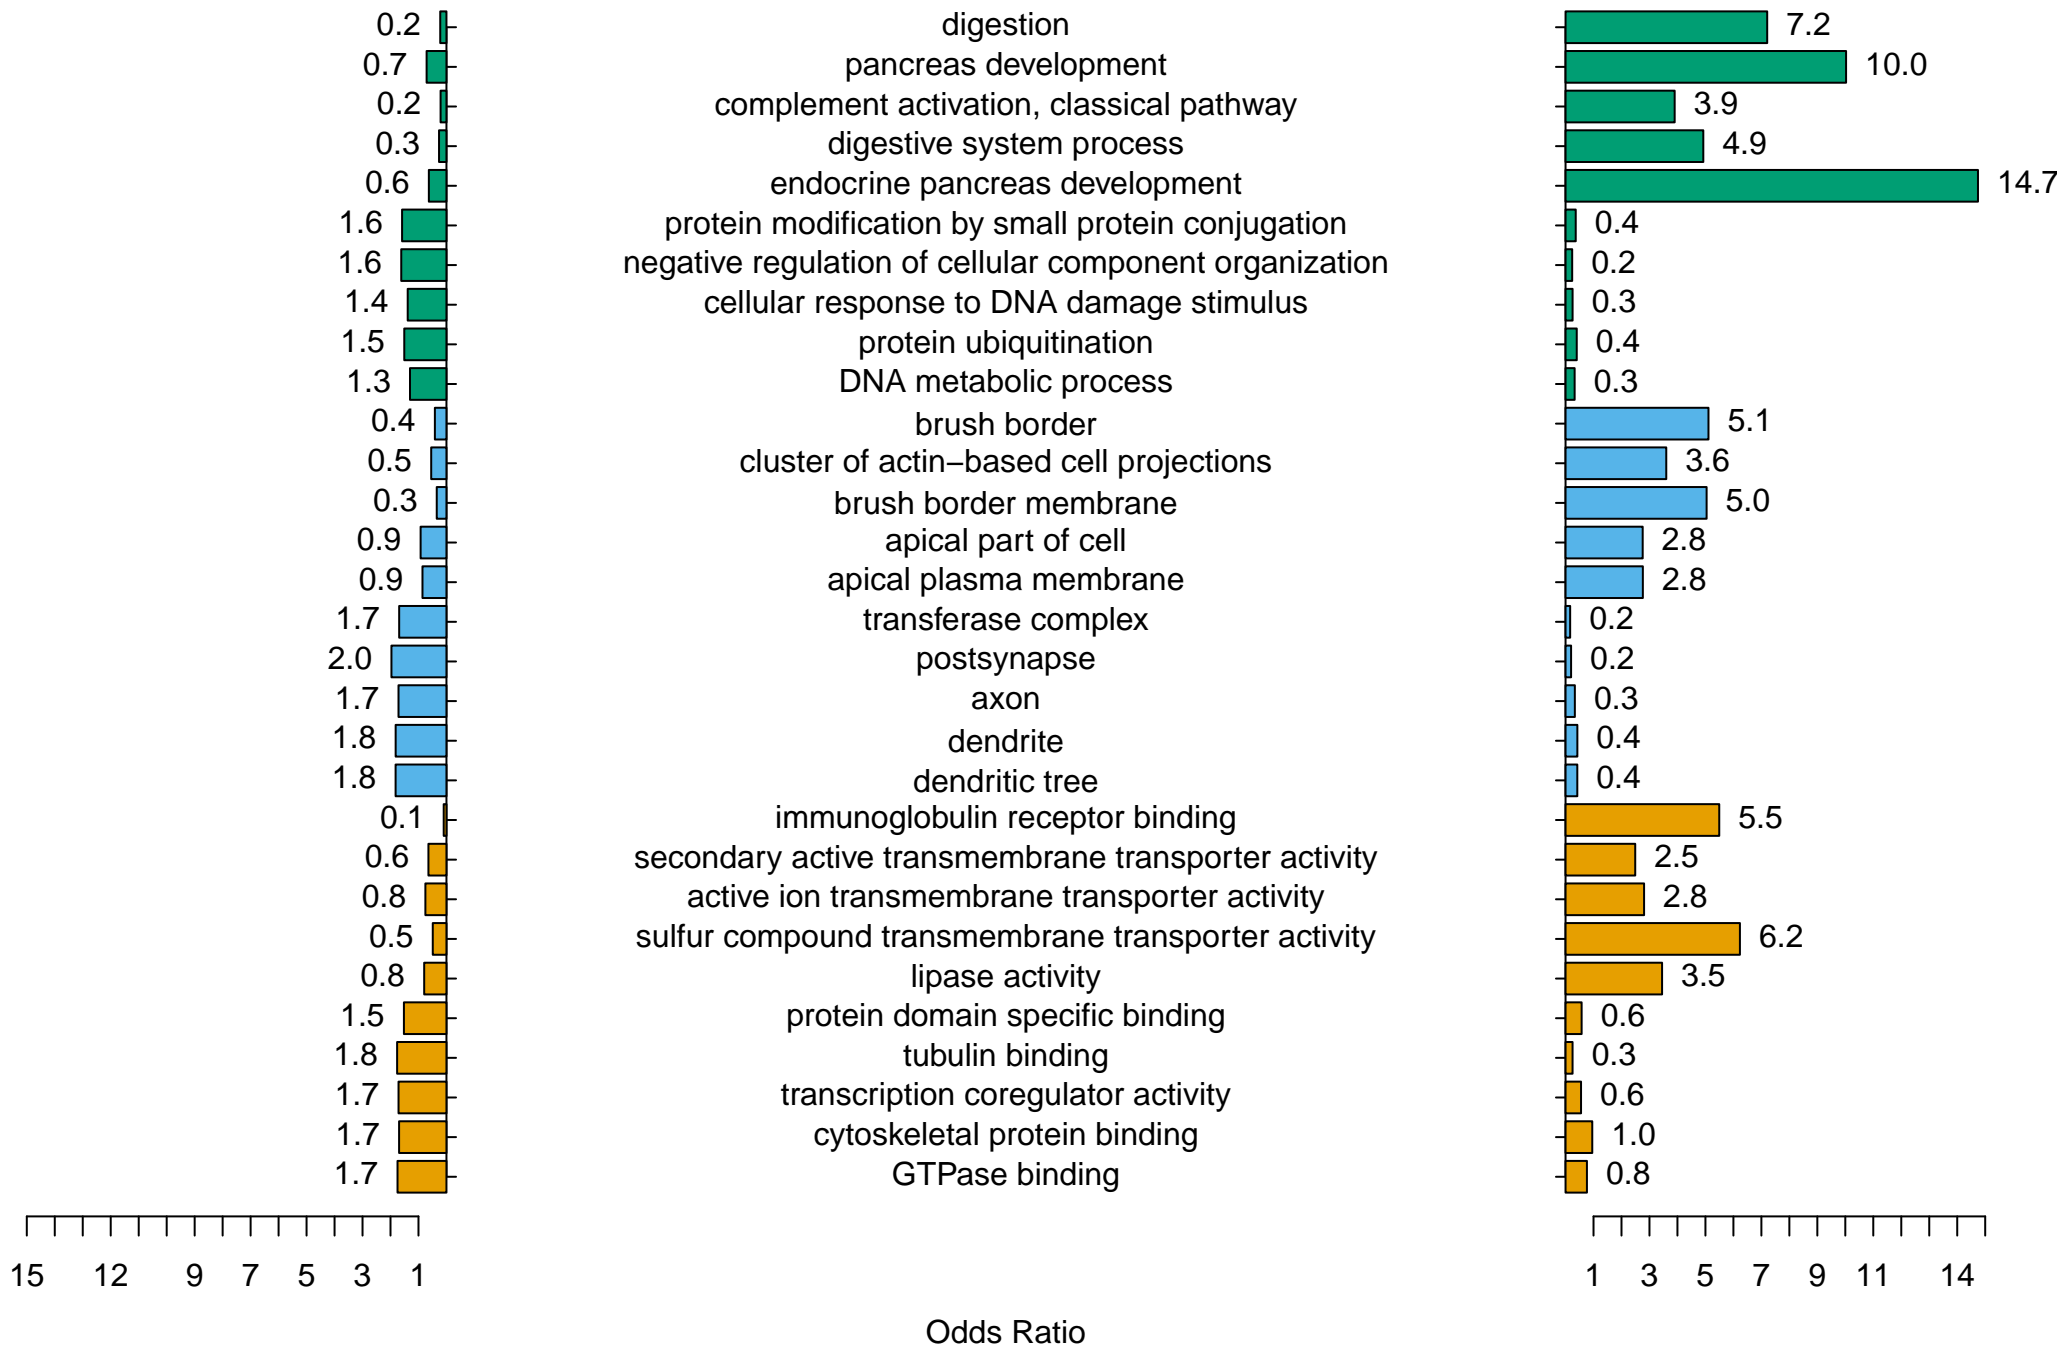 0.2 digestion 7.2
0.7 pancreas development 10.0
0.2 complement activation, classical pathway 3.9
0.3 digestive system process 4.9
0.6 endocrine pancreas development 14.7
1.6 protein modification by small protein conjugation 0.4
1.6 negative regulation of cellular component organization 0.2
1.4 cellular response to DNA damage stimulus 0.3
1.5 protein ubiquitination 0.4
1.3 DNA metabolic process 0.3
0.4 brush border 5.1
0.5 cluster of actin−based cell projections 3.6
0.3 brush border membrane 5.0
0.9 apical part of cell 2.8
0.9 apical plasma membrane 2.8
1.7 transferase complex 0.2
2.0 postsynapse 0.2
1.7 axon 0.3
1.8 dendrite 0.4
1.8 dendritic tree 0.4
0.1 immunoglobulin receptor binding 5.5
0.6 secondary active transmembrane transporter activity 2.5
0.8 active ion transmembrane transporter activity 2.8
0.5 sulfur compound transmembrane transporter activity 6.2
0.8 lipase activity 3.5
1.5 protein domain specific binding 0.6
1.8 tubulin binding 0.3
1.7 transcription coregulator activity 0.6
1.7 cytoskeletal protein binding 1.0
1.7 GTPase binding 0.8
15 12 9 7 5 3 1 1 3 5 7 9 11 14
Odds Ratio